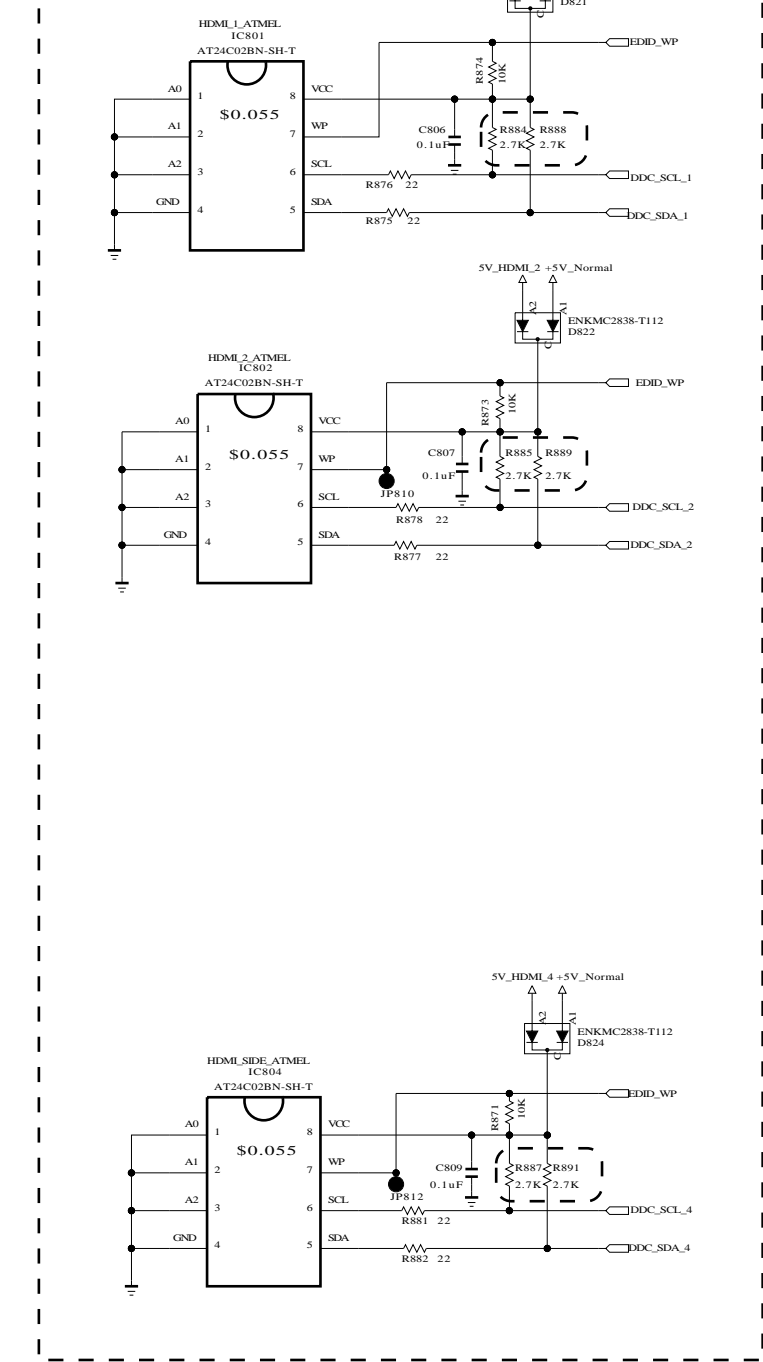 D821
HDMI_1_ATMEL
IC801
AT24C02BN-SH-T
EDID_WP
R874
10K
A0 1 8 VCC
$0.055
A1 2 7 WP
C806
0.1uF
R884 R888
2.7K 2.7K
A2 3 6 SCL
R876 22
DDC_SCL_1
GND 4 5 SDA
R875 22
DDC_SDA_1
C
5V_HDMI_2 +5V_Normal
A2 A1
ENKMC2838-T112
D822
C
HDMI_2_ATMEL
IC802
AT24C02BN-SH-T
EDID_WP
R873
10K
A0 1 8 VCC
$0.055
A1 2 7 WP
JP810
C807
0.1uF
R885 R889
2.7K 2.7K
A2 3 6 SCL
R878 22
DDC_SCL_2
GND 4 5 SDA
R877 22
DDC_SDA_2
5V_HDMI_4 +5V_Normal
A2 A1
ENKMC2838-T112
D824
C
HDMI_SIDE_ATMEL
IC804
AT24C02BN-SH-T
EDID_WP
R871
10K
A0 1 8 VCC
$0.055
A1 2 7 WP
JP812
C809
0.1uF
R887 R891
2.7K 2.7K
A2 3 6 SCL
R881 22
DDC_SCL_4
GND 4 5 SDA
R882 22
DDC_SDA_4